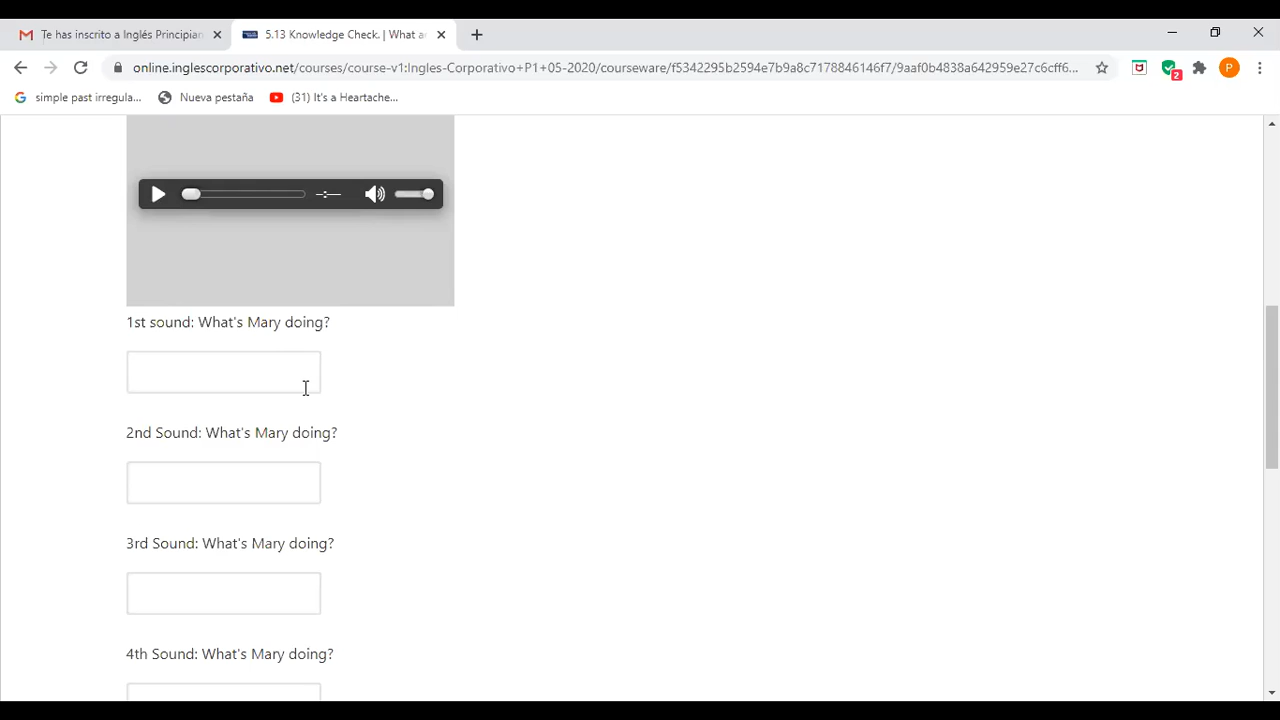 Te has inscrito a Inglés Principian
5.13 Knowledge Check. | What a
online.inglescorporativo.net/courses/course-v1:Ingles-Corporativo+P1+05-2020/courseware/f5342295b2594e7b9a8c7178846146f7/9aaf0b4838a642959e27c6cff6...
P
2
simple past irregula...
Nueva pestaña
(31) It's a Heartache...
-:--
1st sound: What's Mary doing?
2nd Sound: What's Mary doing?
3rd Sound: What's Mary doing?
4th Sound: What's Mary doing?